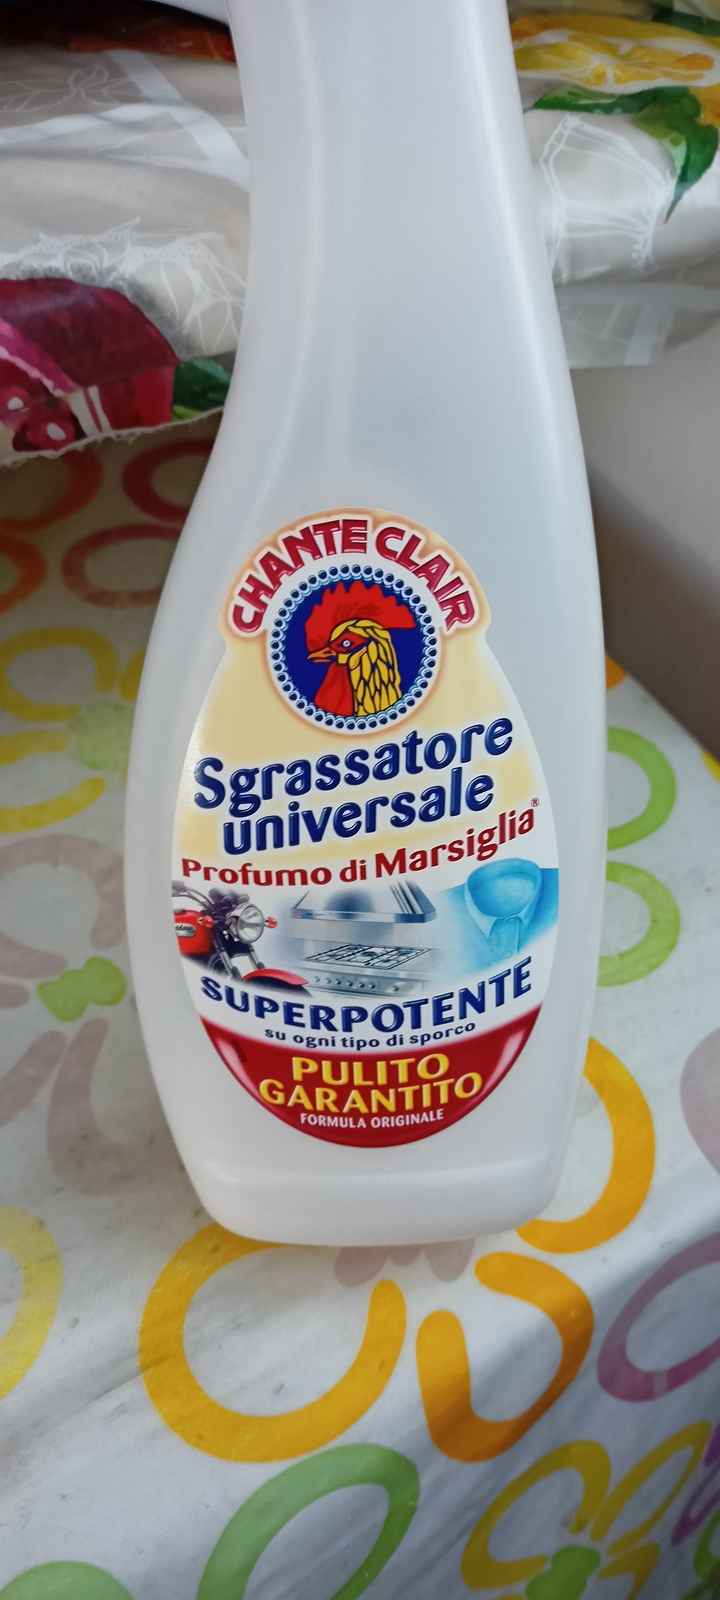 CHANTE CLAIR
Sgrassatore
universale
Profumo di Marsiglia®
SUPERPOTENTE
su ogni tipo di sporco
PULITO
GARANTITO
FORMULA ORIGINALE